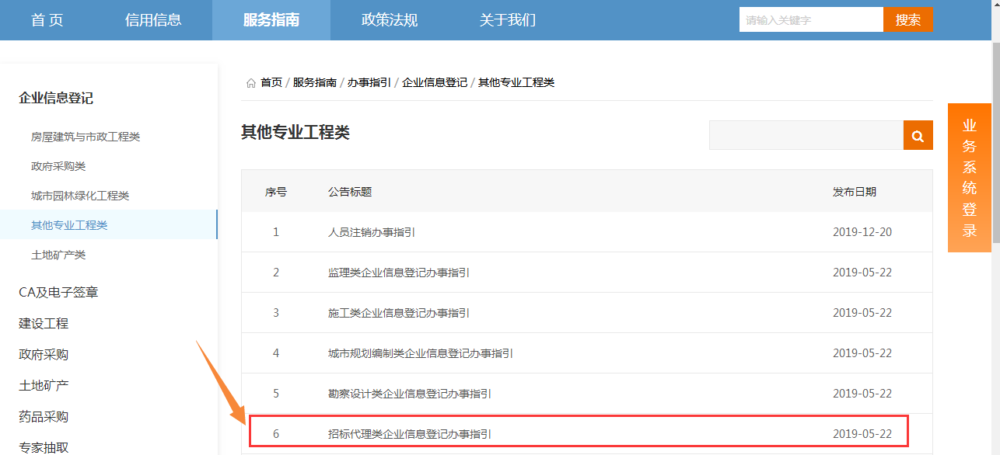 首 页 信用信息 服务指南 政策法规 关于我们 请输入关键字 搜索
首页 / 服务指南 / 办事指引 / 企业信息登记 / 其他专业工程类
企业信息登记
房屋建筑与市政工程类
政府采购类
城市园林绿化工程类
其他专业工程类
土地矿产类
CA及电子签章
建设工程
政府采购
土地矿产
药品采购
专家抽取
其他专业工程类
序号 公告标题 发布日期
1 人员注销办事指引 2019-12-20
2 监理类企业信息登记办事指引 2019-05-22
3 施工类企业信息登记办事指引 2019-05-22
4 城市规划编制类企业信息登记办事指引 2019-05-22
5 勘察设计类企业信息登记办事指引 2019-05-22
6 招标代理类企业信息登记办事指引 2019-05-22
业务系统登录